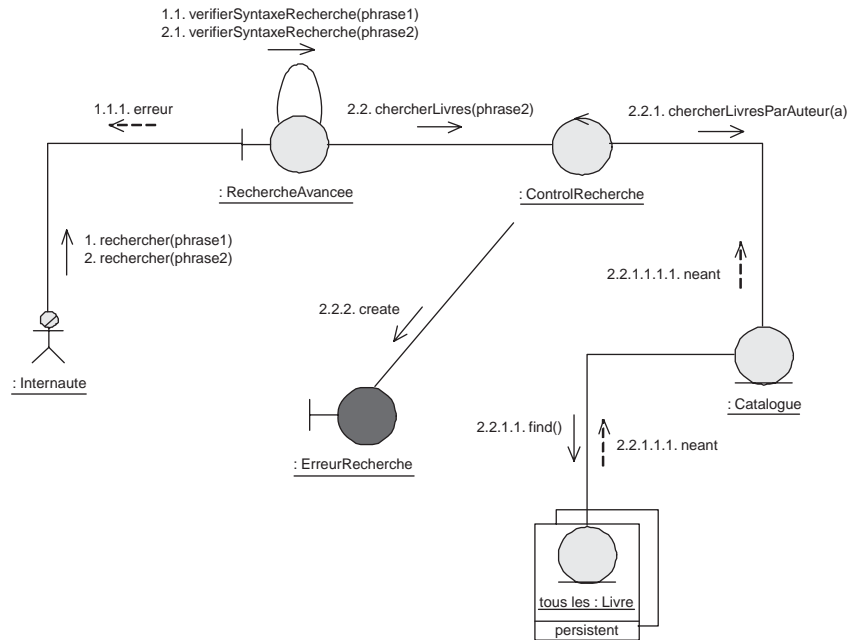 1.1. verifierSyntaxeRecherche(phrase1)
2.1. verifierSyntaxeRecherche(phrase2)
1.1.1. erreur
2.2. chercherLivres(phrase2)
2.2.1. chercherLivresParAuteur(a)
: RechercheAvancee
: ControlRecherche
1. rechercher(phrase1)
2. rechercher(phrase2)
2.2.1.1.1.1. neant
2.2.2. create
: Internaute
: Catalogue
2.2.1.1. find()
2.2.1.1.1. neant
: ErreurRecherche
tous les : Livre
persistent